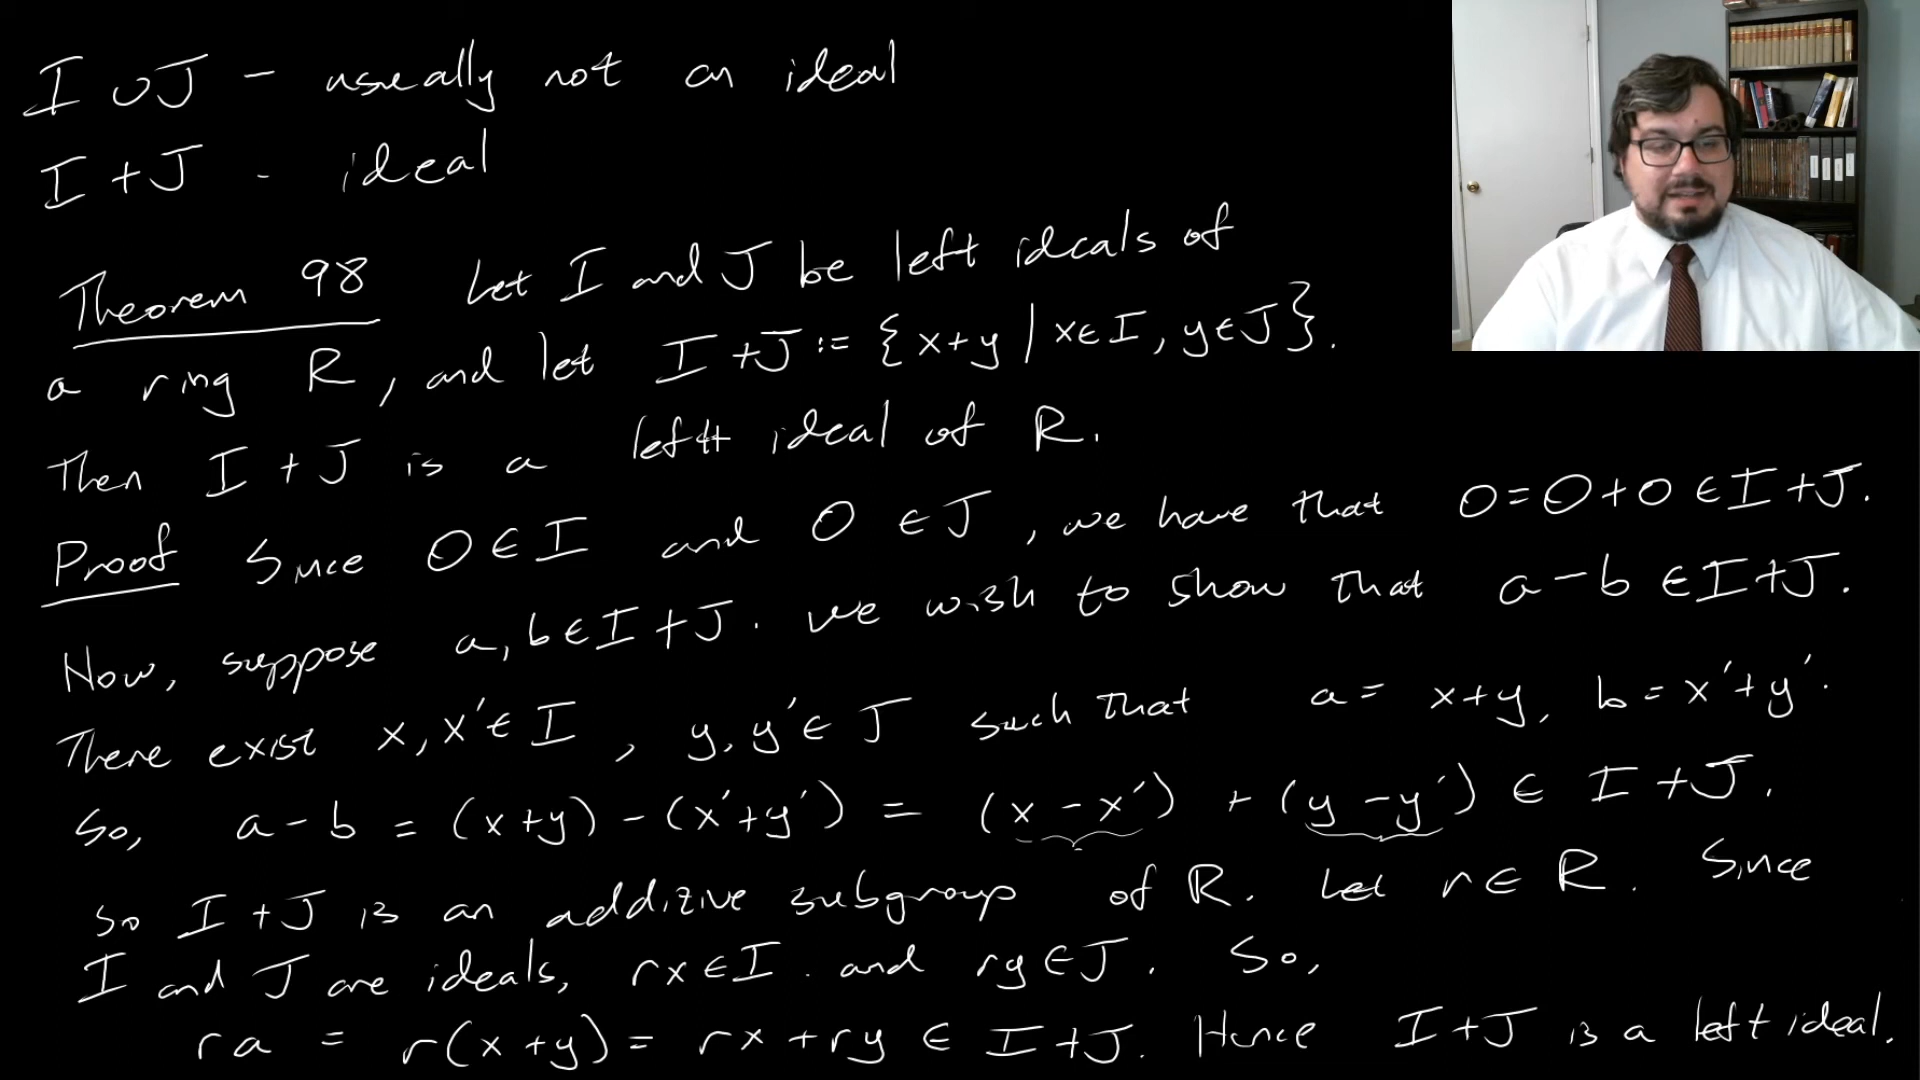 I ∪ J – usually not an ideal
I + J - ideal
Theorem 98 Let I and J be left ideals of
a ring R, and let I + J := {x+y | x∈I, y∈J}.
Then I + J is a left ideal of R.
Proof Since 0 ∈ I and 0 ∈ J, we have that 0=0+0 ∈ I+J.
Now, suppose a, b ∈ I + J. we wish to show that a - b ∈ I+J.
There exist x, x' ∈ I, y, y' ∈ J such that a = x+y, b = x'+y'.
So, a - b = (x+y) - (x'+y') = (x - x') + (y - y') ∈ I + J.
So I + J is an additive subgroup of R. Let r ∈ R. Since
I and J are ideals, rx ∈ I. and ry ∈ J. So,
ra = r(x+y) = rx + ry ∈ I + J. Hence I + J is a left ideal.